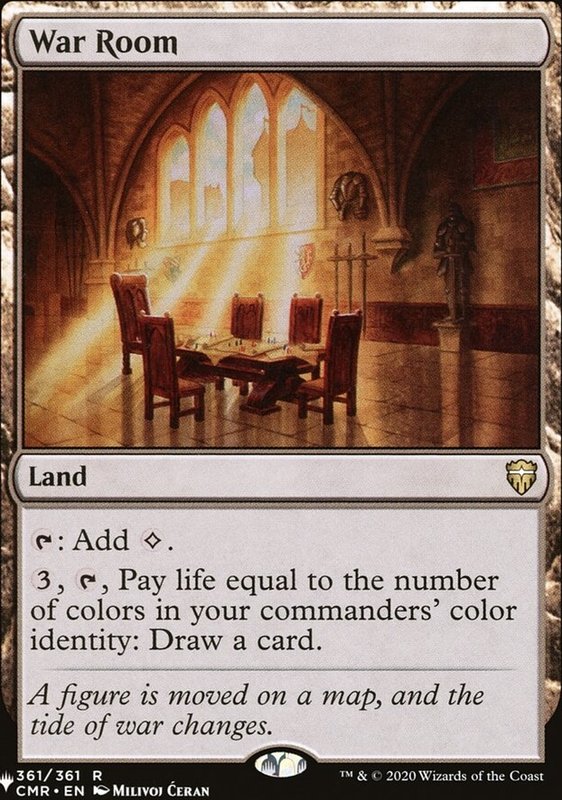 War Room
Land
: Add .
3, , Pay life equal to the number
of colors in your commanders’ color
identity: Draw a card.
A figure is moved on a map, and the
tide of war changes.
361/361 R
CMR • EN Milivoj Ćeran
™ & © 2020 Wizards of the Coast